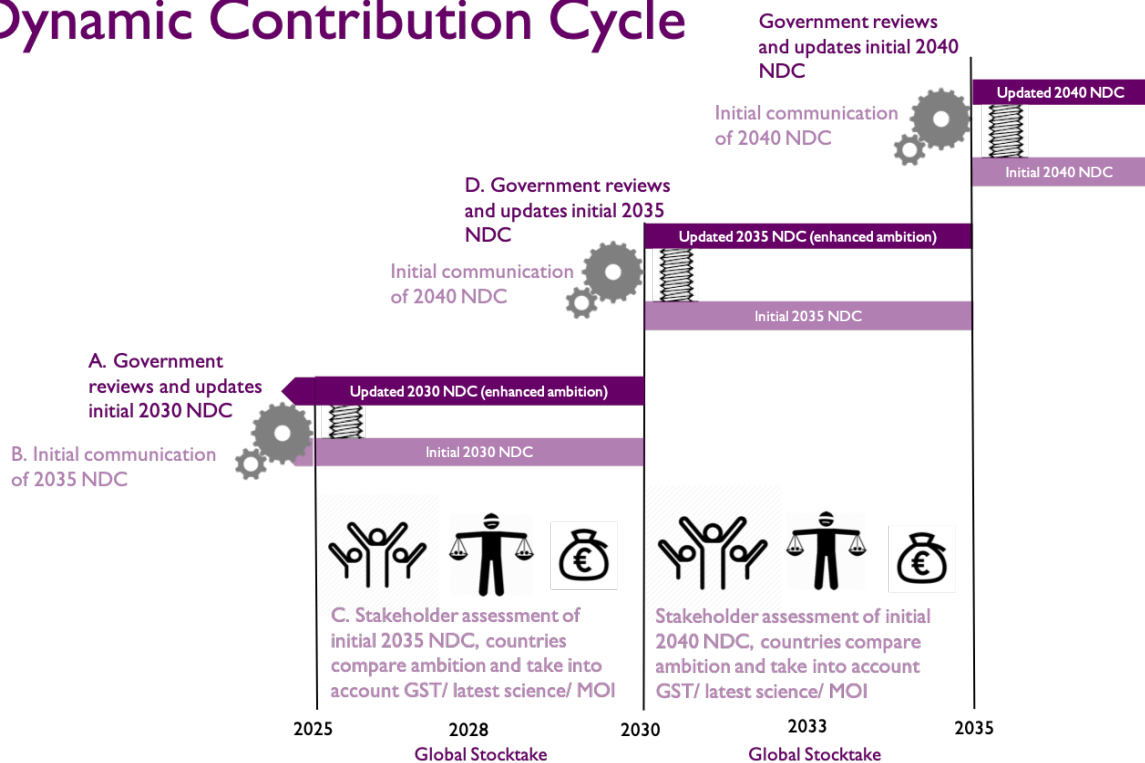 Dynamic Contribution Cycle
Government reviews
and updates initial 2040
NDC
Updated 2040 NDC
Initial communication
of 2040 NDC
Initial 2040 NDC
D. Government reviews
and updates initial 2035
NDC
Updated 2035 NDC (enhanced ambition)
Initial communication
of 2040 NDC
Initial 2035 NDC
A. Government
reviews and updates
initial 2030 NDC
Updated 2030 NDC (enhanced ambition)
B. Initial communication
of 2035 NDC
Initial 2030 NDC
€
€
C. Stakeholder assessment of
initial 2035 NDC, countries
compare ambition and take into
account GST/ latest science/ MOI
Stakeholder assessment of initial
2040 NDC, countries compare
ambition and take into account
GST/ latest science/ MOI
2025
2028
2030
2033
2035
Global Stocktake
Global Stocktake